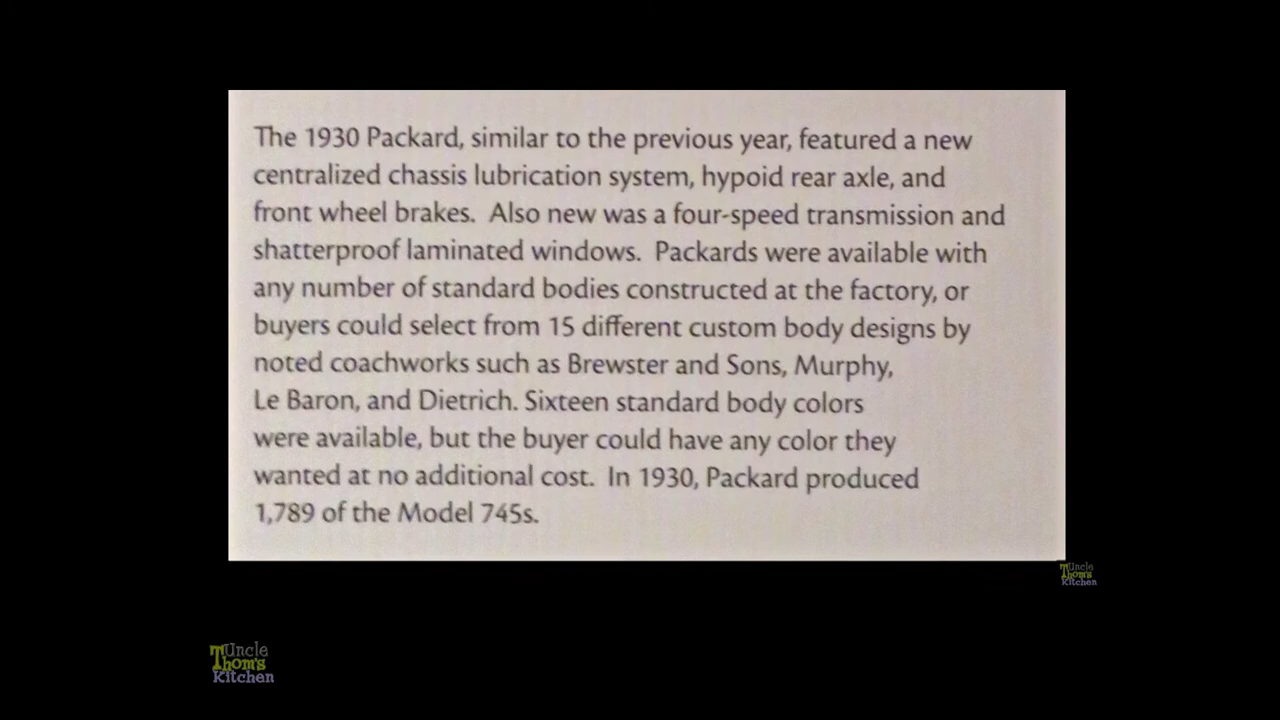 The 1930 Packard, similar to the previous year, featured a new
centralized chassis lubrication system, hypoid rear axle, and
front wheel brakes. Also new was a four-speed transmission and
shatterproof laminated windows. Packards were available with
any number of standard bodies constructed at the factory, or
buyers could select from 15 different custom body designs by
noted coachworks such as Brewster and Sons, Murphy,
Le Baron, and Dietrich. Sixteen standard body colors
were available, but the buyer could have any color they
wanted at no additional cost. In 1930, Packard produced
1,789 of the Model 745s.
Uncle
Thom's
Kitchen
Uncle
Thom's
Kitchen